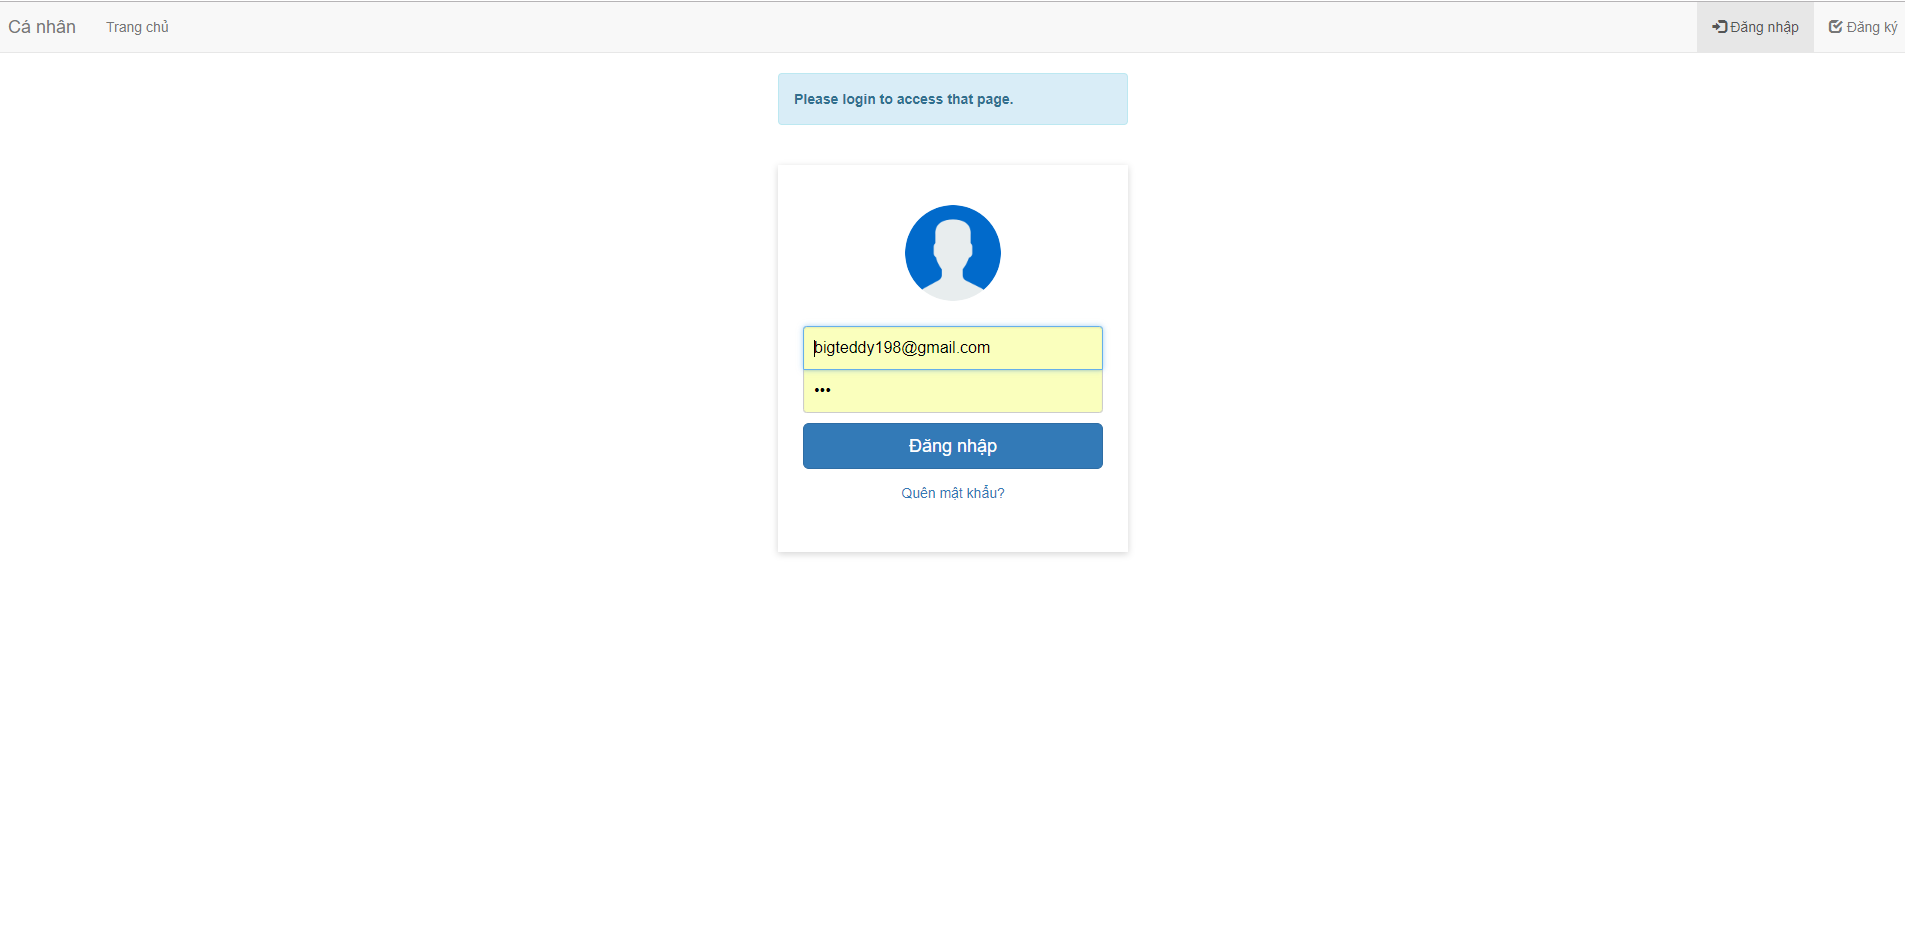 Cá nhân Trang chủ Đăng nhập Đăng ký
Please login to access that page.
bigteddy198@gmail.com
•••
Đăng nhập
Quên mật khẩu?